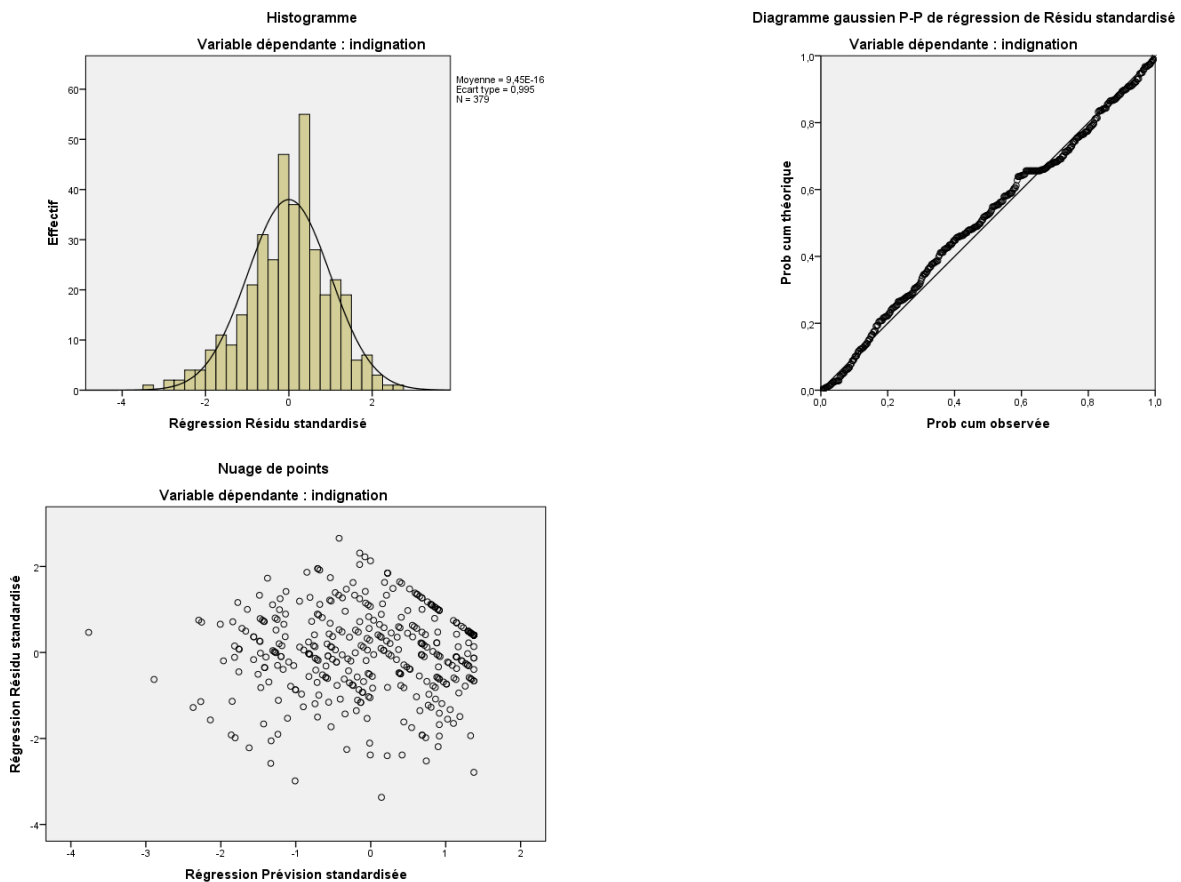 Histogramme
Variable dépendante : indignation
Moyenne = 9,45E-16
Ecart type = 0,995
N = 379
60
50
40
30
20
10
0
Effectif
-4
-2
0
2
Régression Résidu standardisé
Diagramme gaussien P-P de régression de Résidu standardisé
Variable dépendante : indignation
1,0
0,8
0,6
0,4
0,2
0,0
Prob cum théorique
0,0
0,2
0,4
0,6
0,8
1,0
Prob cum observée
Nuage de points
Variable dépendante : indignation
2
0
-2
-4
Régression Résidu standardisé
-4
-3
-2
-1
0
1
2
Régression Prévision standardisée